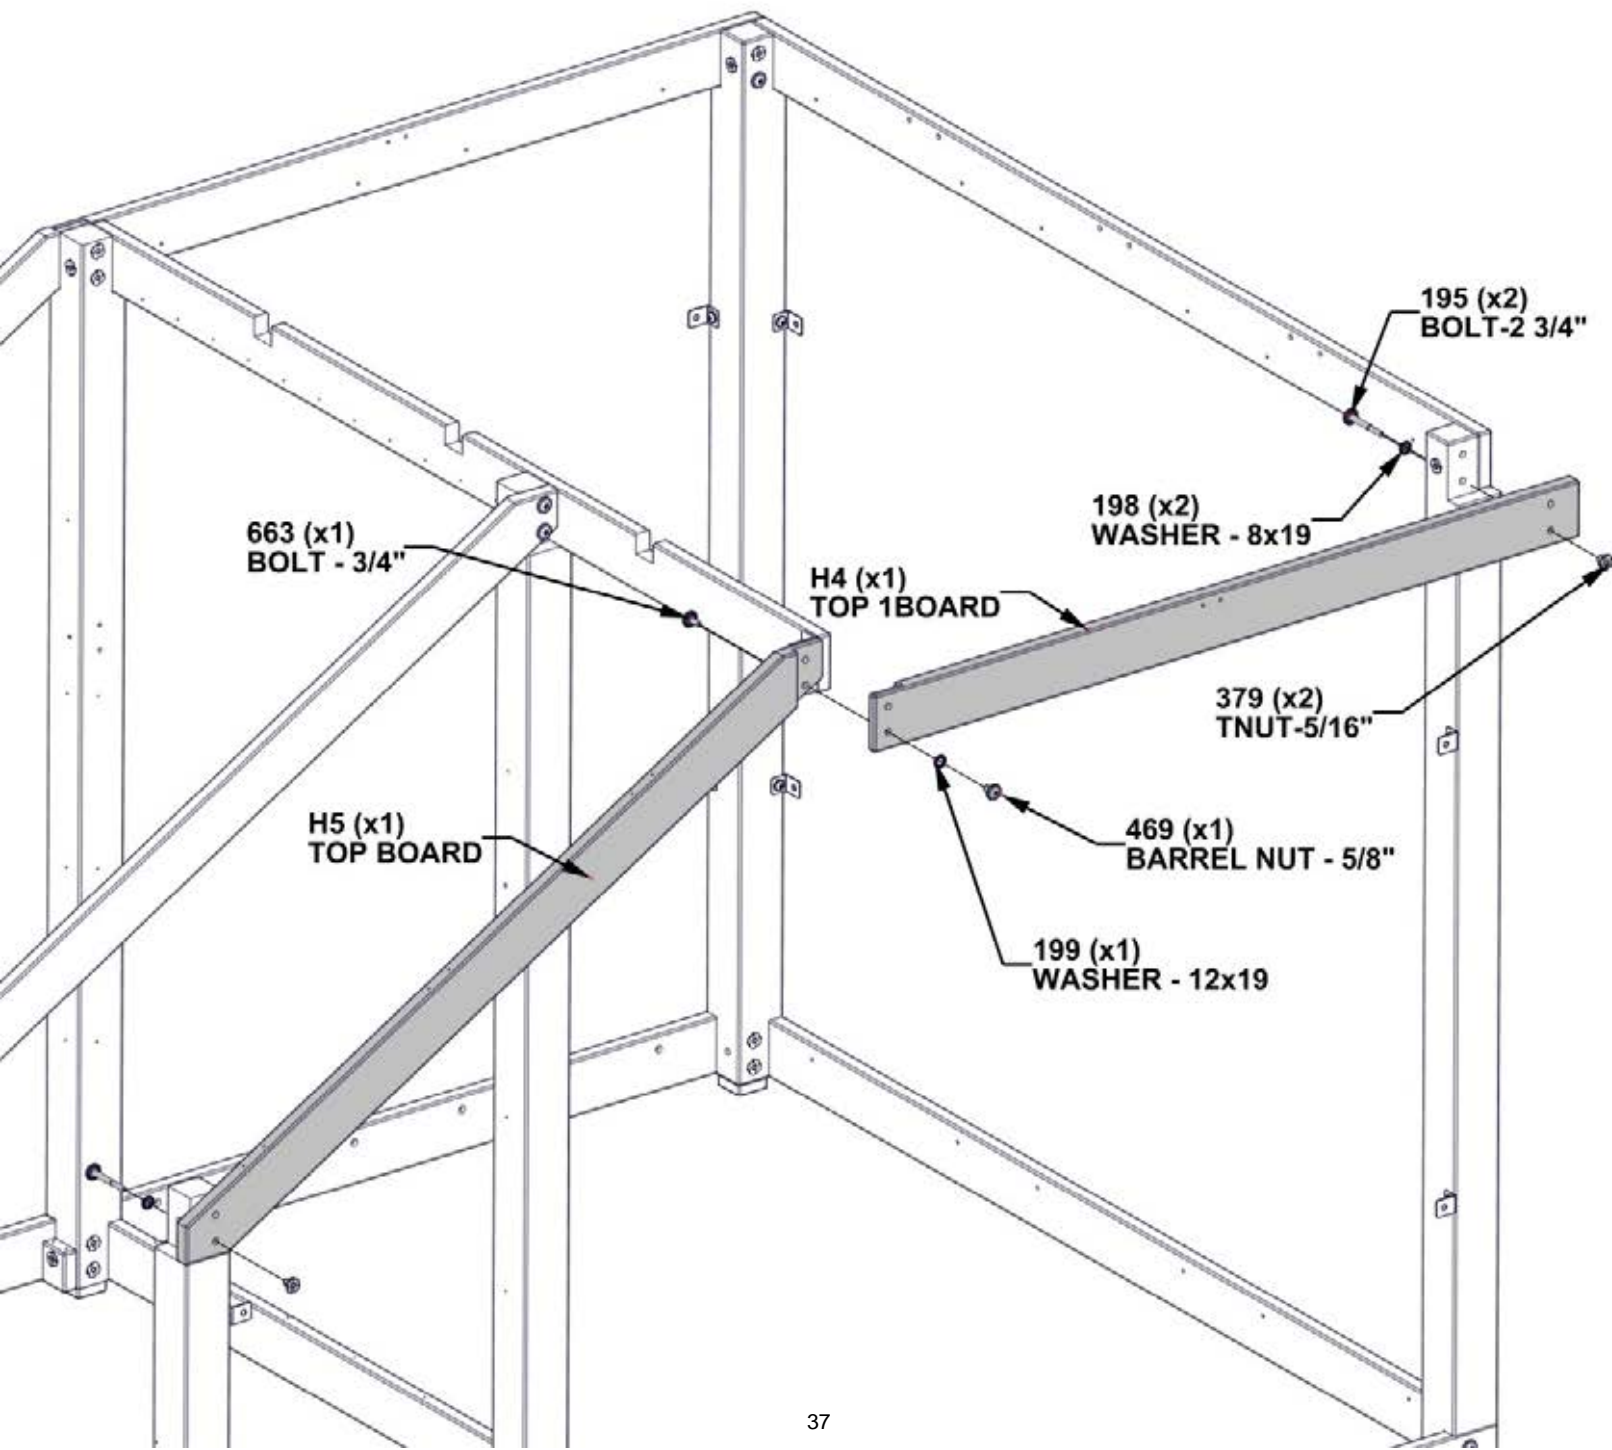 195 (x2)
BOLT-2 3/4"
198 (x2)
WASHER - 8x19
663 (x1)
BOLT - 3/4"
H4 (x1)
TOP 1BOARD
379 (x2)
TNUT-5/16"
H5 (x1)
TOP BOARD
469 (x1)
BARREL NUT - 5/8"
199 (x1)
WASHER - 12x19
37